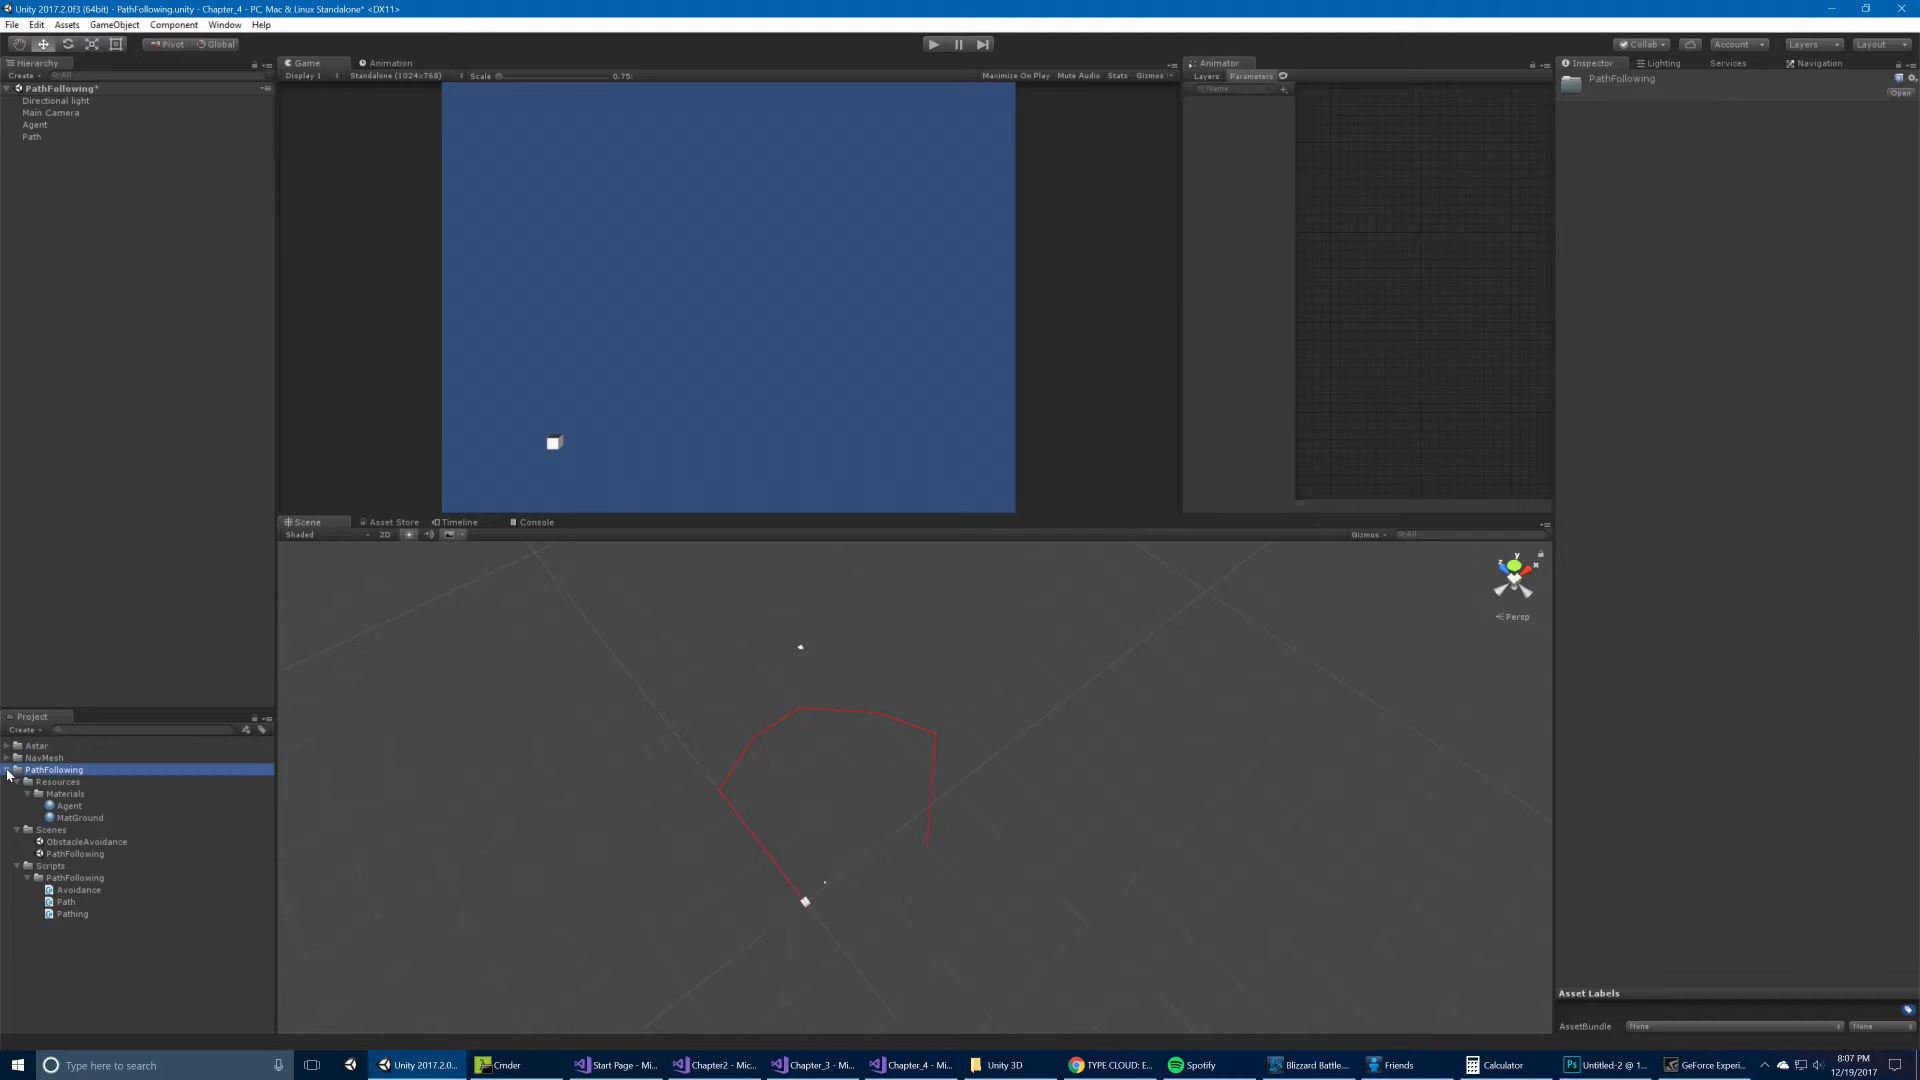 Unity 2017.2.0f3 (64bit) - PathFollowing.unity - Chapter_4 - PC, Mac & Linux Standalone* <DX11>
File Edit Assets GameObject Component Window Help
Pivot Global Collab Account Layers Layout
Hierarchy
Create All
PathFollowing*
Directional light
Main Camera
Agent
Path
Game Animation
Display 1 Standalone (1024x768) Scale 0.75: Maximize On Play Mute Audio Stats Gizmos
Animator
Layers Parameters
Name
Inspector Lighting Services Navigation
PathFollowing
Open
Scene Asset Store Timeline Console
Shaded 2D Gizmos All
y
z x
Persp
Project
Create
Astar
NavMesh
PathFollowing
Resources
Materials
Agent
MatGround
Scenes
ObstacleAvoidance
PathFollowing
Scripts
PathFollowing
Avoidance
Path
Pathing
Asset Labels
AssetBundle None None
Type here to search
Unity 2017.2.0... Cmder Start Page - Mi... Chapter2 - Mic... Chapter_3 - Mi... Chapter_4 - Mi... Unity 3D TYPE CLOUD: E... Spotify Blizzard Battle.... Friends Calculator Untitled-2 @ 1... GeForce Experi...
8:07 PM
12/19/2017